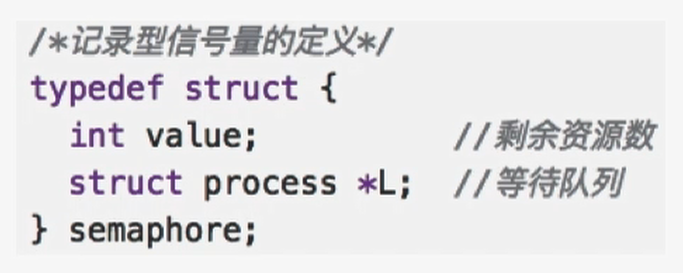 /*记录型信号量的定义*/
typedef struct {
  int value;          //剩余资源数
  struct process *L;  //等待队列
} semaphore;